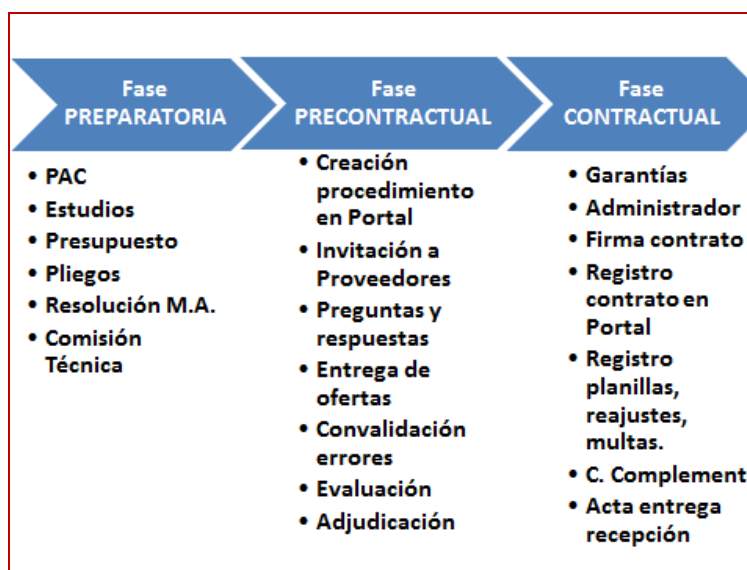 Fase
PREPARATORIA
• PAC
• Estudios
• Presupuesto
• Pliegos
• Resolución M.A.
• Comisión
Técnica
Fase
PRECONTRACTUAL
• Creación
procedimiento
en Portal
• Invitación a
Proveedores
• Preguntas y
respuestas
• Entrega de
ofertas
• Convalidación
errores
• Evaluación
• Adjudicación
Fase
CONTRACTUAL
• Garantías
• Administrador
• Firma contrato
• Registro
contrato en
Portal
• Registro
planillas,
reajustes,
multas.
• C. Complement
• Acta entrega
recepción